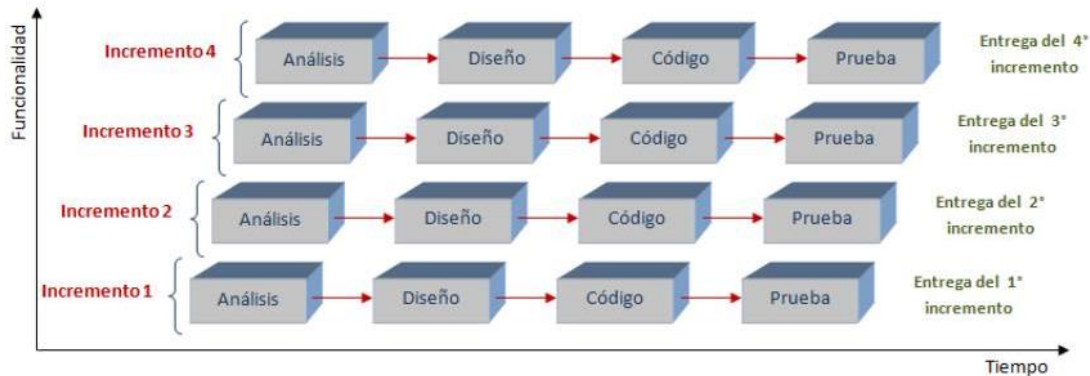 Funcionalidad
Incremento 4
Análisis
Diseño
Código
Prueba
Entrega del 4°
incremento
Incremento 3
Análisis
Diseño
Código
Prueba
Entrega del 3°
incremento
Incremento 2
Análisis
Diseño
Código
Prueba
Entrega del 2°
incremento
Incremento 1
Análisis
Diseño
Código
Prueba
Entrega del 1°
incremento
Tiempo